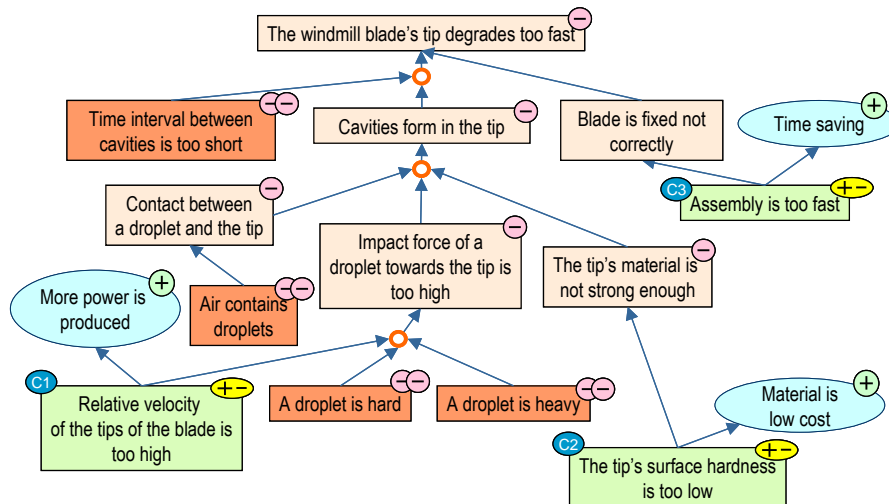 The windmill blade's tip degrades too fast
−
−−
Time interval between
cavities is too short
−
Cavities form in the tip
Blade is fixed not
correctly
−
Time saving
+
C3
+−
Assembly is too fast
−
Contact between
a droplet and the tip
−
Impact force of a
droplet towards the tip is
too high
−
The tip's material is
not strong enough
+
More power is
produced
−−
Air contains
droplets
C1
+−
Relative velocity
of the tips of the blade is
too high
−−
A droplet is hard
−−
A droplet is heavy
+
Material is
low cost
C2
+−
The tip's surface hardness
is too low